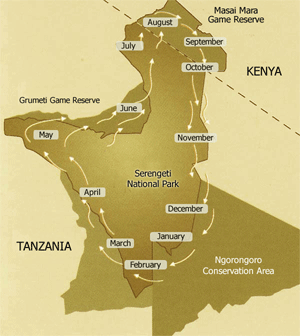 Masai Mara
Game Reserve
August
September
July
October
KENYA
Grumeti Game Reserve
June
May
November
Serengeti
National Park
April
December
TANZANIA
March
January
February
Ngorongoro
Conservation Area